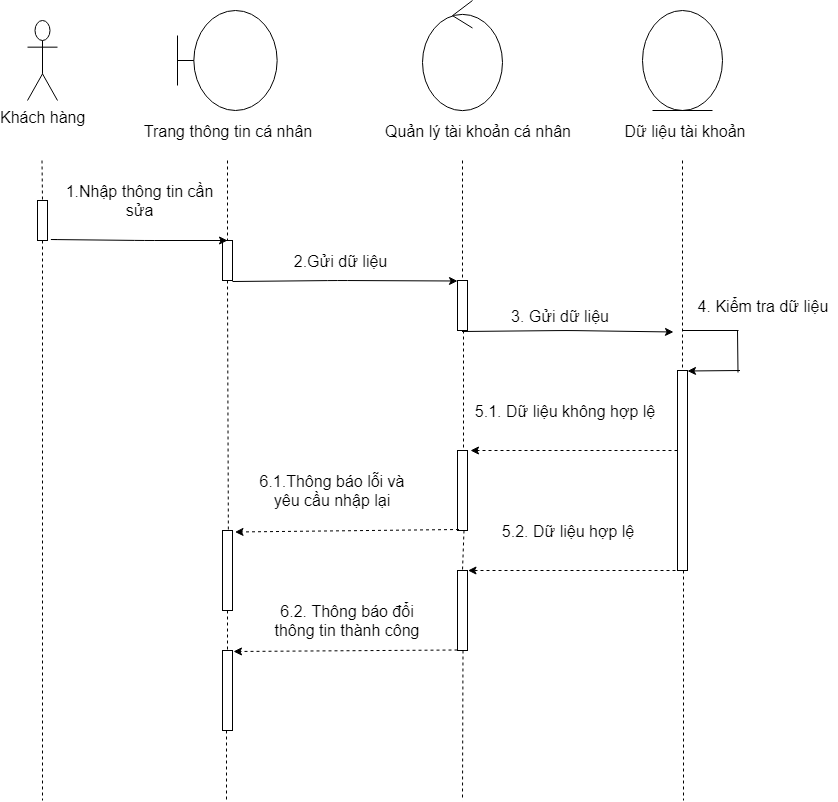 Khách hàng
Trang thông tin cá nhân
Quản lý tài khoản cá nhân
Dữ liệu tài khoản
1.Nhập thông tin cần
sửa
2.Gửi dữ liệu
3. Gửi dữ liệu
4. Kiểm tra dữ liệu
5.1. Dữ liệu không hợp lệ
6.1.Thông báo lỗi và
yêu cầu nhập lại
5.2. Dữ liệu hợp lệ
6.2. Thông báo đổi
thông tin thành công